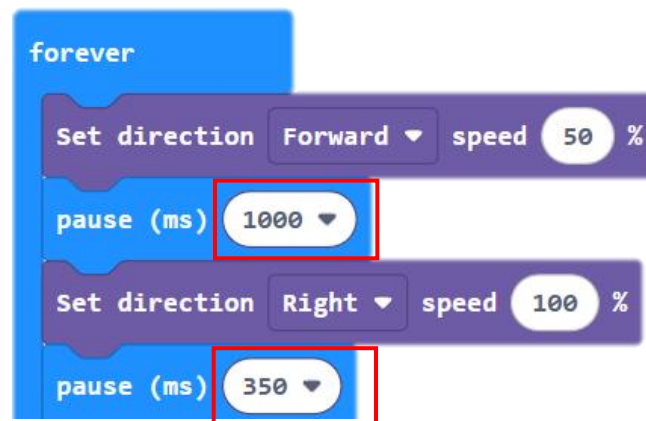 forever
Set direction Forward speed 50 %
pause (ms) 1000
Set direction Right speed 100 %
pause (ms) 350